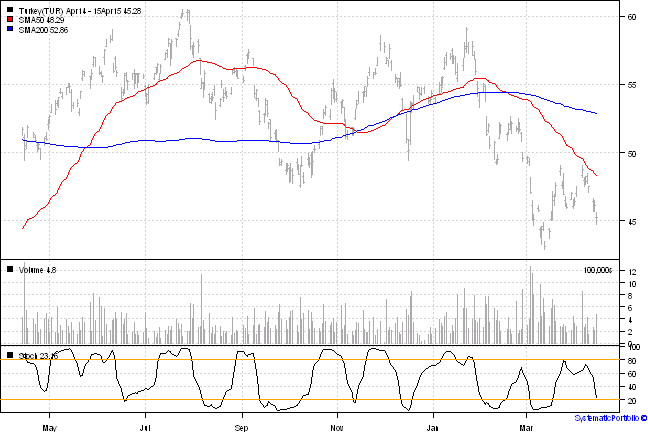 Turkey(TUR) Apr14 - 15Apr15 45.28
SMA50 48.29
SMA200 52.86
60
55
50
45
Volume 4.8
100,000s
12
10
8
6
4
2
0
Stoch 23.16
100
80
60
40
20
May
Jul
Sep
Nov
Jan
Mar
SystematicPortfolio ©